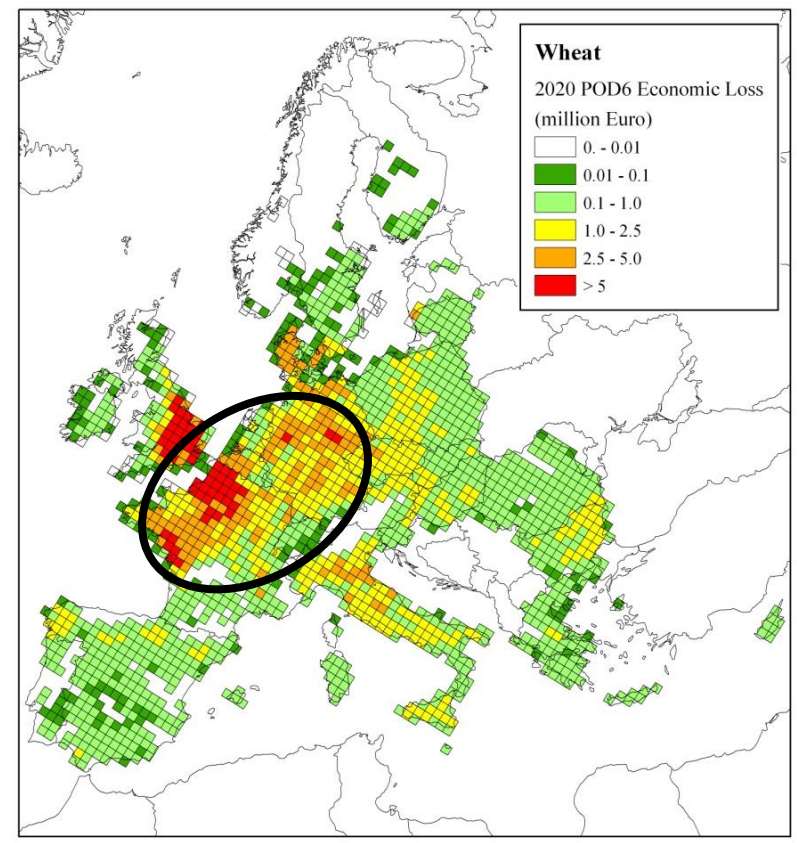 Wheat
2020 POD6 Economic Loss
(million Euro)
0. - 0.01
0.01 - 0.1
0.1 - 1.0
1.0 - 2.5
2.5 - 5.0
> 5